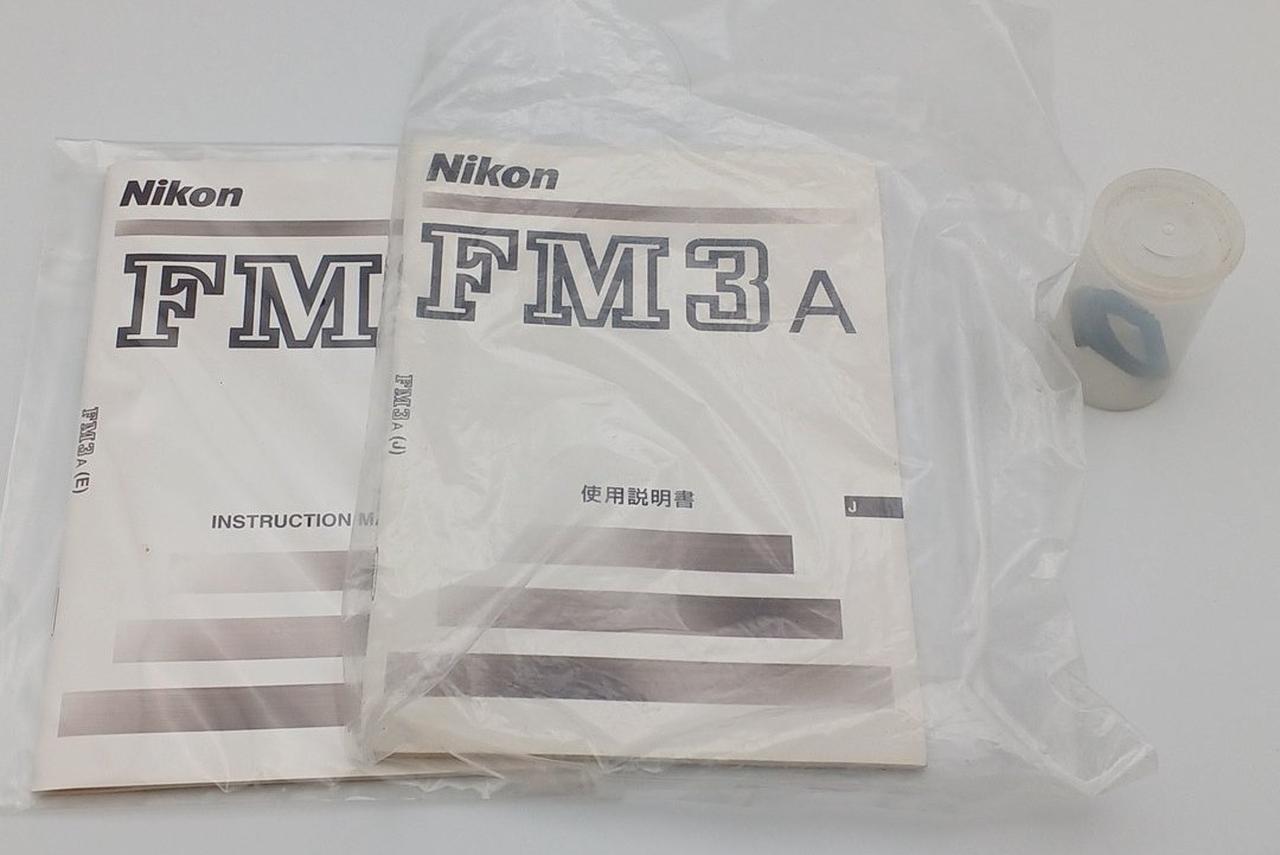 Nikon
FM
FM3A (E)
INSTRUCTION MA
Nikon
FM3A
FM3A (J)
使用説明書
J